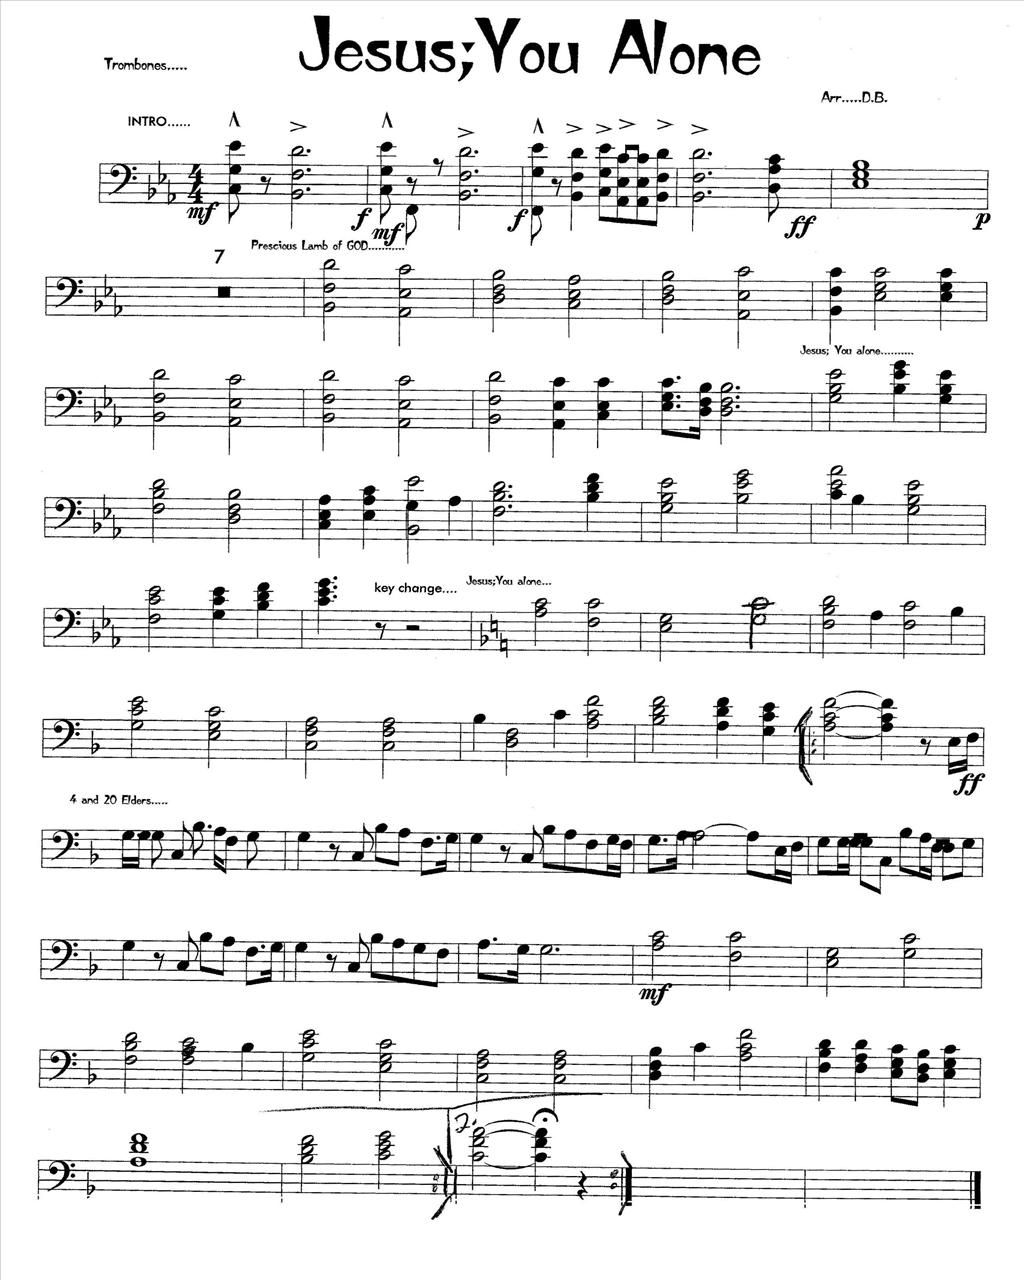 Jesus;You Alone
Trombones.....
Arr.....D.B.
INTRO......
mf f mf f ff p
7 Prescious Lamb of GOD...........
Jesus; You alone..........
key change.... Jesus;You alone...
ff
4 and 20 Elders.....
mf
2.